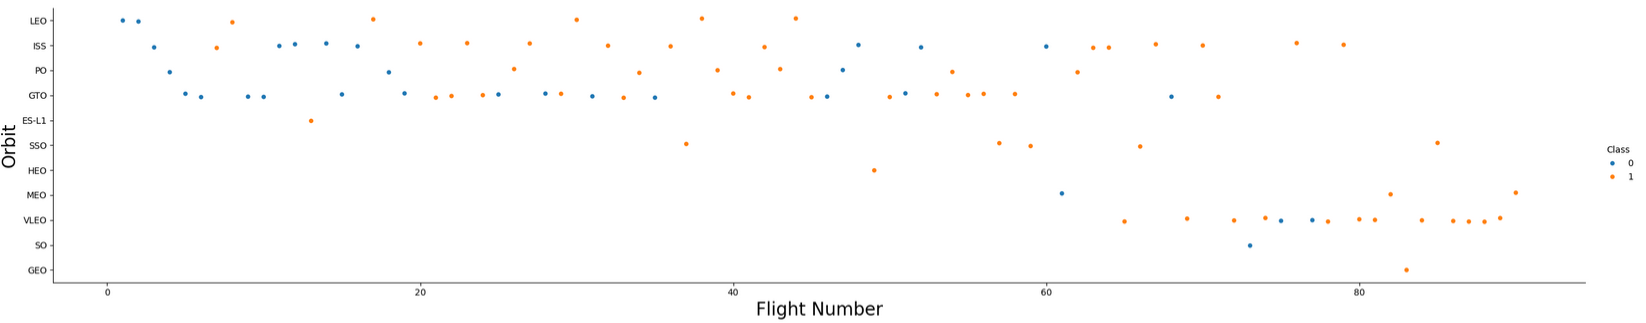 LEO
ISS
PO
GTO
ES-L1
SSO
HEO
MEO
VLEO
SO
GEO
Orbit
0 20 40 60 80
Flight Number
Class
0
1